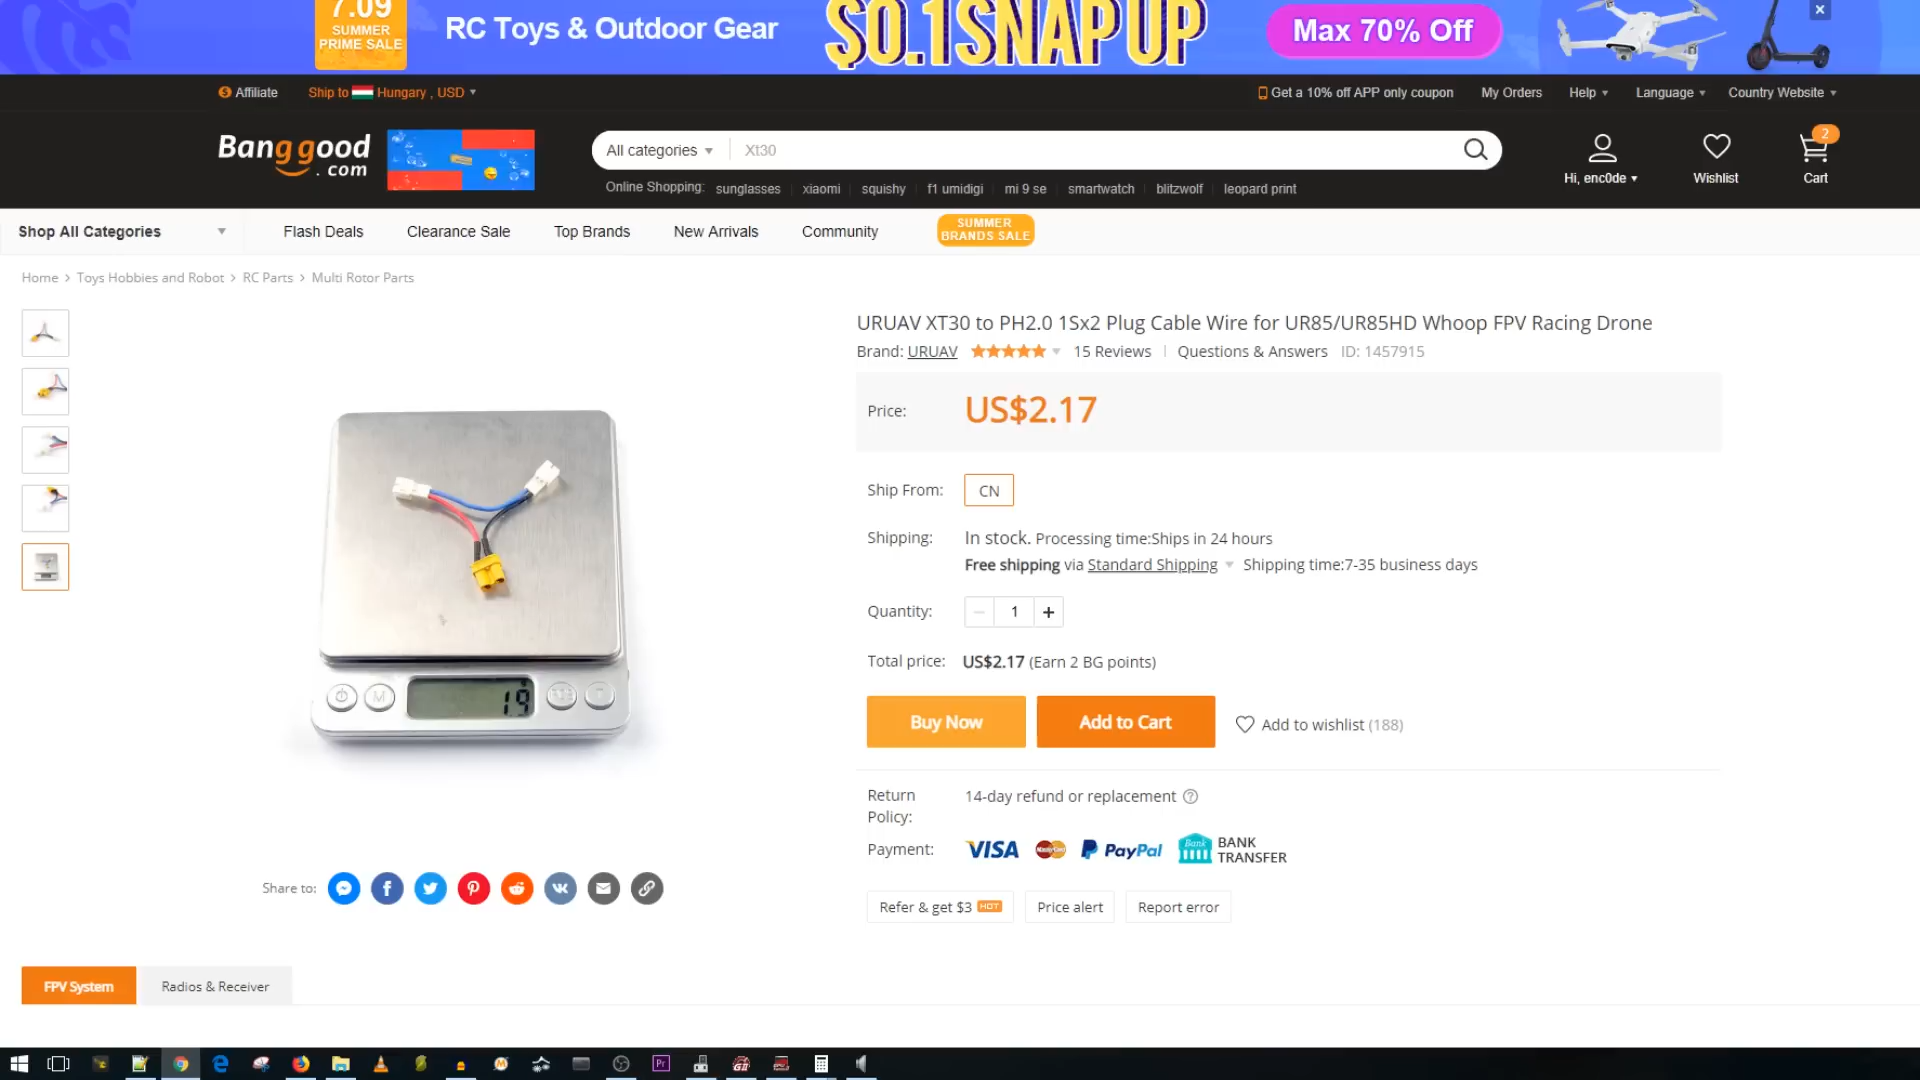 7.09
SUMMER
PRIME SALE
RC Toys & Outdoor Gear
$0.1SNAP UP
Max 70% Off
Affiliate
Ship to Hungary , USD
Get a 10% off APP only coupon
My Orders
Help
Language
Country Website
Banggood.com
All categories
Xt30
Online Shopping: sunglasses xiaomi squishy f1 umidigi mi 9 se smartwatch blitzwolf leopard print
Hi, enc0de
Wishlist
2
Cart
Shop All Categories
Flash Deals
Clearance Sale
Top Brands
New Arrivals
Community
SUMMER
BRANDS SALE
Home > Toys Hobbies and Robot > RC Parts > Multi Rotor Parts
URUAV XT30 to PH2.0 1Sx2 Plug Cable Wire for UR85/UR85HD Whoop FPV Racing Drone
Brand: URUAV 15 Reviews Questions & Answers ID: 1457915
Price: US$2.17
Ship From: CN
Shipping: In stock. Processing time:Ships in 24 hours
Free shipping via Standard Shipping Shipping time:7-35 business days
Quantity: 1
Total price: US$2.17 (Earn 2 BG points)
Buy Now
Add to Cart
Add to wishlist (188)
Return
Policy:
14-day refund or replacement
Payment: VISA MasterCard PayPal
Bank
BANK
TRANSFER
Refer & get $3 HOT
Price alert
Report error
M
1.9
Share to:
FPV System
Radios & Receiver
Pr